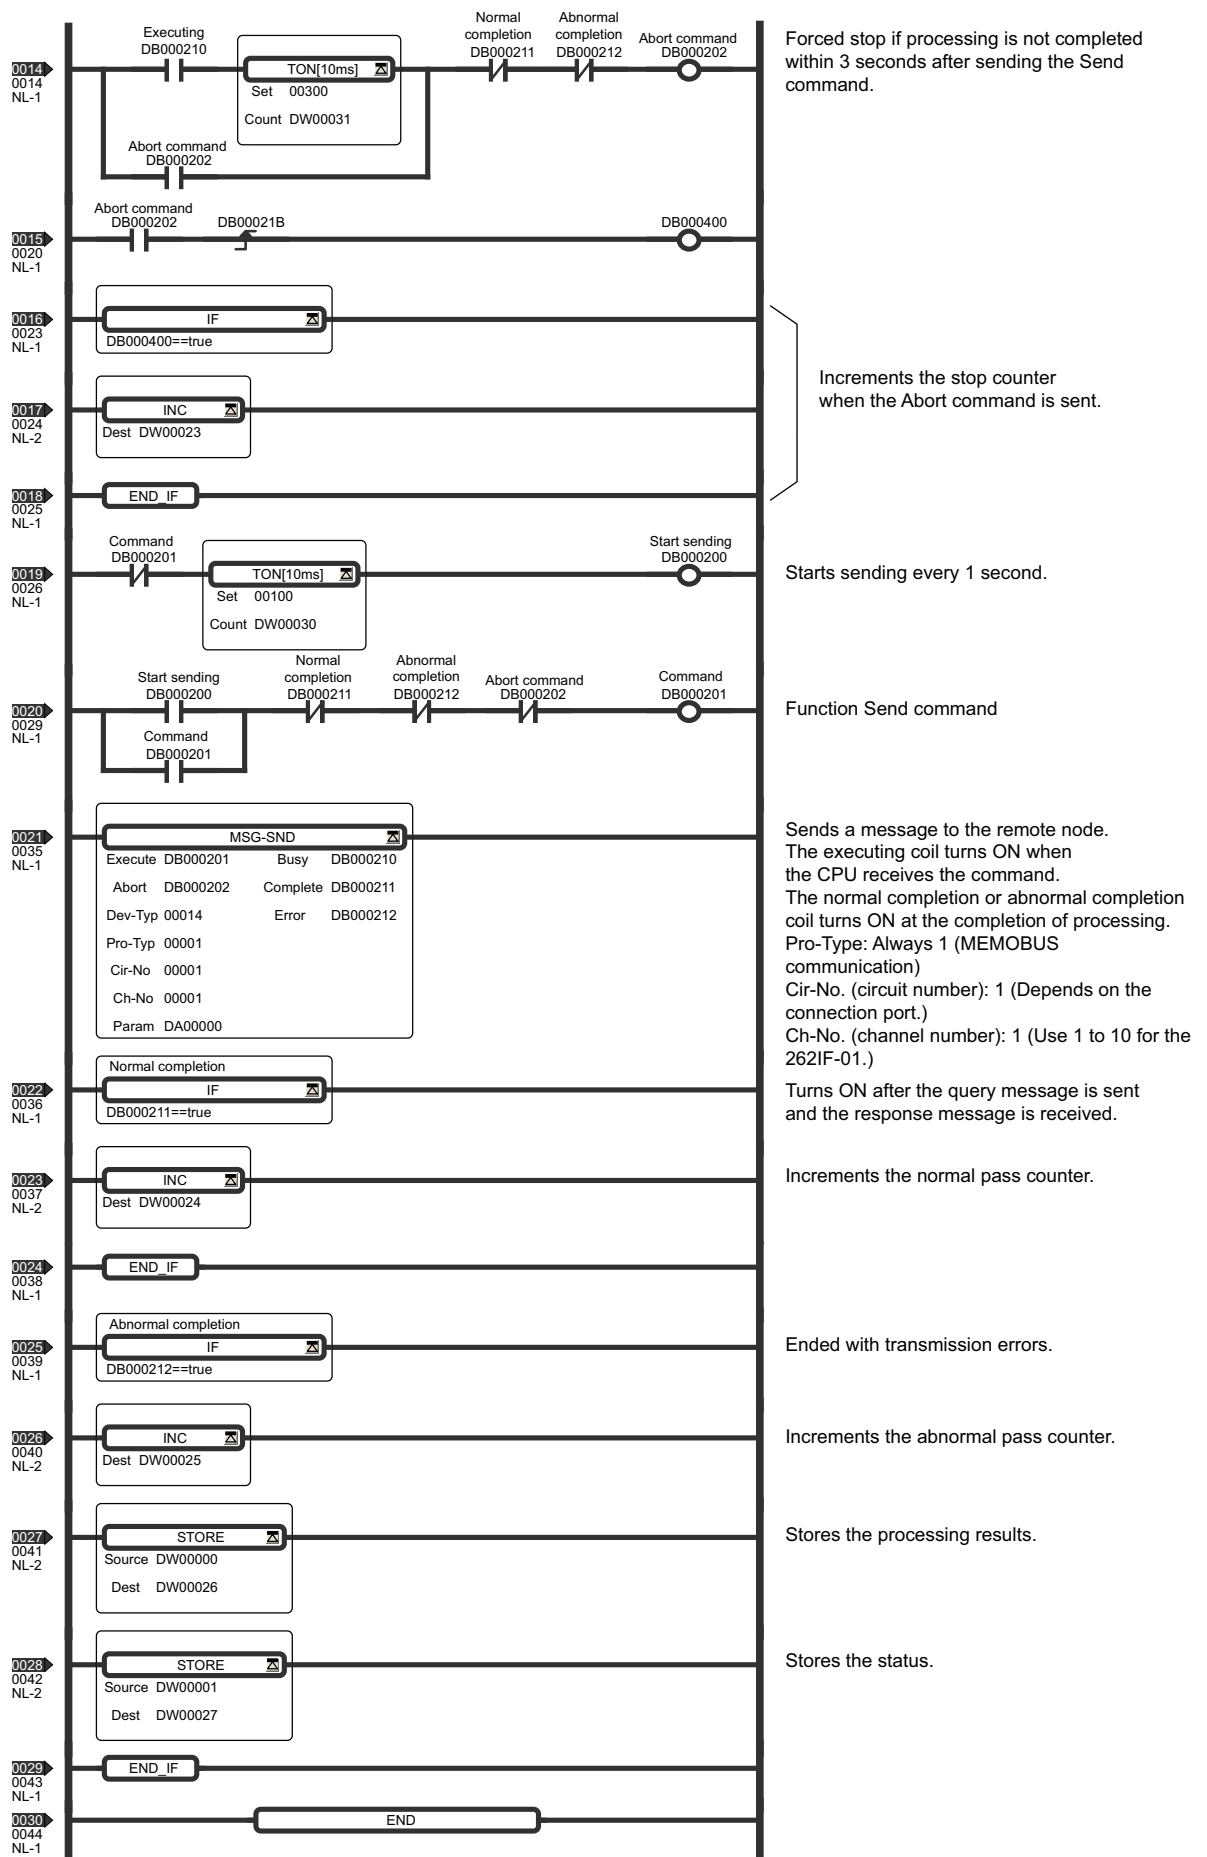 Executing
DB000210
Normal
completion
DB000211
Abnormal
completion
DB000212
Abort command
DB000202
Forced stop if processing is not completed
within 3 seconds after sending the Send
command.
0014
0014
NL-1
TON[10ms]
Set 00300
Count DW00031
Abort command
DB000202
Abort command
DB000202
DB00021B
DB000400
0015
0020
NL-1
0016
0023
NL-1
IF
DB000400==true
Increments the stop counter
when the Abort command is sent.
0017
0024
NL-2
INC
Dest DW00023
0018
0025
NL-1
END_IF
Command
DB000201
Start sending
DB000200
0019
0026
NL-1
TON[10ms]
Set 00100
Count DW00030
Starts sending every 1 second.
Start sending
DB000200
Normal
completion
DB000211
Abnormal
completion
DB000212
Abort command
DB000202
Command
DB000201
0020
0029
NL-1
Function Send command
Command
DB000201
0021
0035
NL-1
MSG-SND
Execute DB000201 Busy DB000210
Abort DB000202 Complete DB000211
Dev-Typ 00014 Error DB000212
Pro-Typ 00001
Cir-No 00001
Ch-No 00001
Param DA00000
Sends a message to the remote node.
The executing coil turns ON when
the CPU receives the command.
The normal completion or abnormal completion
coil turns ON at the completion of processing.
Pro-Type: Always 1 (MEMOBUS
communication)
Cir-No. (circuit number): 1 (Depends on the
connection port.)
Ch-No. (channel number): 1 (Use 1 to 10 for the
262IF-01.)
Normal completion
0022
0036
NL-1
IF
DB000211==true
Turns ON after the query message is sent
and the response message is received.
0023
0037
NL-2
INC
Dest DW00024
Increments the normal pass counter.
0024
0038
NL-1
END_IF
Abnormal completion
0025
0039
NL-1
IF
DB000212==true
Ended with transmission errors.
0026
0040
NL-2
INC
Dest DW00025
Increments the abnormal pass counter.
0027
0041
NL-2
STORE
Source DW00000
Dest DW00026
Stores the processing results.
0028
0042
NL-2
STORE
Source DW00001
Dest DW00027
Stores the status.
0029
0043
NL-1
END_IF
0030
0044
NL-1
END